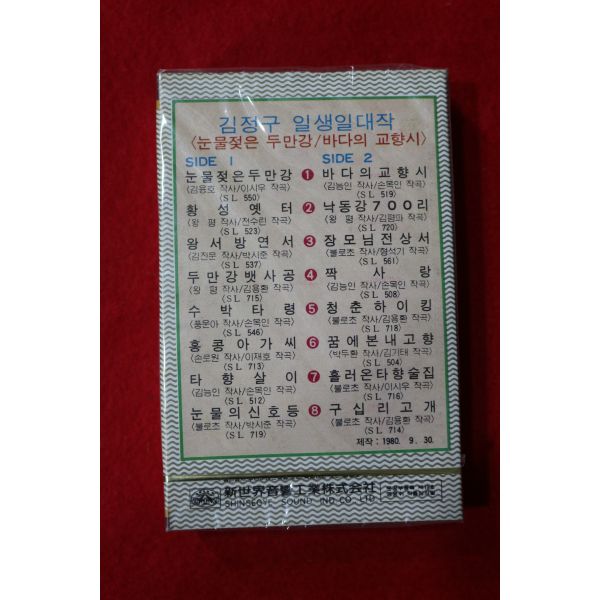 김정구 일생일대작
〈눈물젖은 두만강/바다의 교향시〉
SIDE 1
눈물젖은두만강
〈김용호 작사/이시우 작곡〉
〈SL 550〉
황성옛터
〈왕 평 작사/전수린 작곡〉
〈SL 523〉
왕서방연서
〈김진문 작사/박시춘 작곡〉
〈SL 537〉
두만강뱃사공
〈왕 평 작사/김용환 작곡〉
〈SL 715〉
수박타령
〈풍운아 작사/손목인 작곡〉
〈SL 546〉
홍콩아가씨
〈손로원 작사/이재호 작곡〉
〈SL 713〉
타향살이
〈김능인 작사/손목인 작곡〉
〈SL 512〉
눈물의신호등
〈불로초 작사/박시춘 작곡〉
〈SL 719〉
1
2
3
4
5
6
7
8
SIDE 2
바다의교향시
〈김능인 작사/손목인 작곡〉
〈SL 519〉
낙동강700리
〈왕 평 작사/김평파 작곡〉
〈SL 720〉
장모님전상서
〈불로초 작사/형석기 작곡〉
〈SL 561〉
짝사랑
〈김능인 작사/손목인 작곡〉
〈SL 508〉
청춘하이킹
〈불로초 작사/김용환 작곡〉
〈SL 718〉
꿈에본내고향
〈박두환 작사/김기태 작곡〉
〈SL 504〉
흘러온타향술집
〈불로초 작사/이시우 작곡〉
〈SL 716〉
구십리고개
〈불로초 작사/김용환 작곡〉
〈SL 714〉
제작:1980. 9. 30.
新世界音響工業株式会社
SHINSEGYE SOUND IND CO LTD